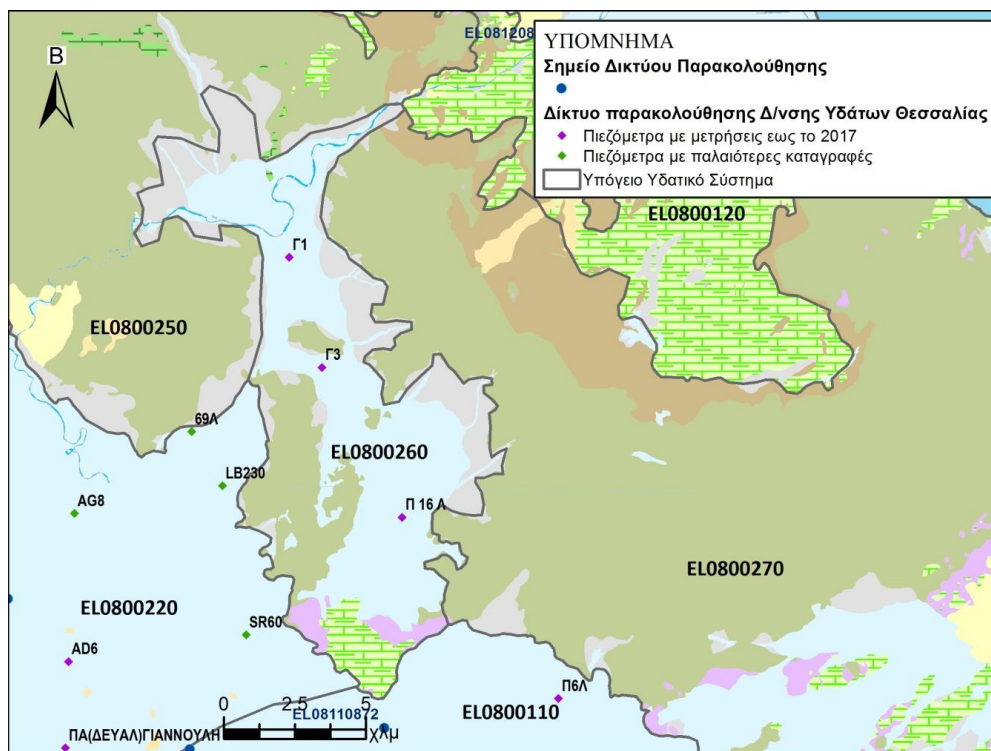 EL081208
ΥΠΟΜΝΗΜΑ
Σημείο Δικτύου Παρακολούθησης
Δίκτυο παρακολούθησης Δ/νσης Υδάτων Θεσσαλίας
Πιεζόμετρα με μετρήσεις εως το 2017
Πιεζόμετρα με παλαιότερες καταγραφές
Υπόγειο Υδατικό Σύστημα
Β
EL0800120
Γ1
EL0800250
Γ3
69Λ
EL0800260
LB230
AG8
Π 16 Λ
EL0800270
EL0800220
SR60
AD6
Π6Λ
0 2,5 5
χλμ
EL08110872
EL0800110
ΠΑ(ΔΕΥΑΛ)ΓΙΑΝΝΟΥΛΗ